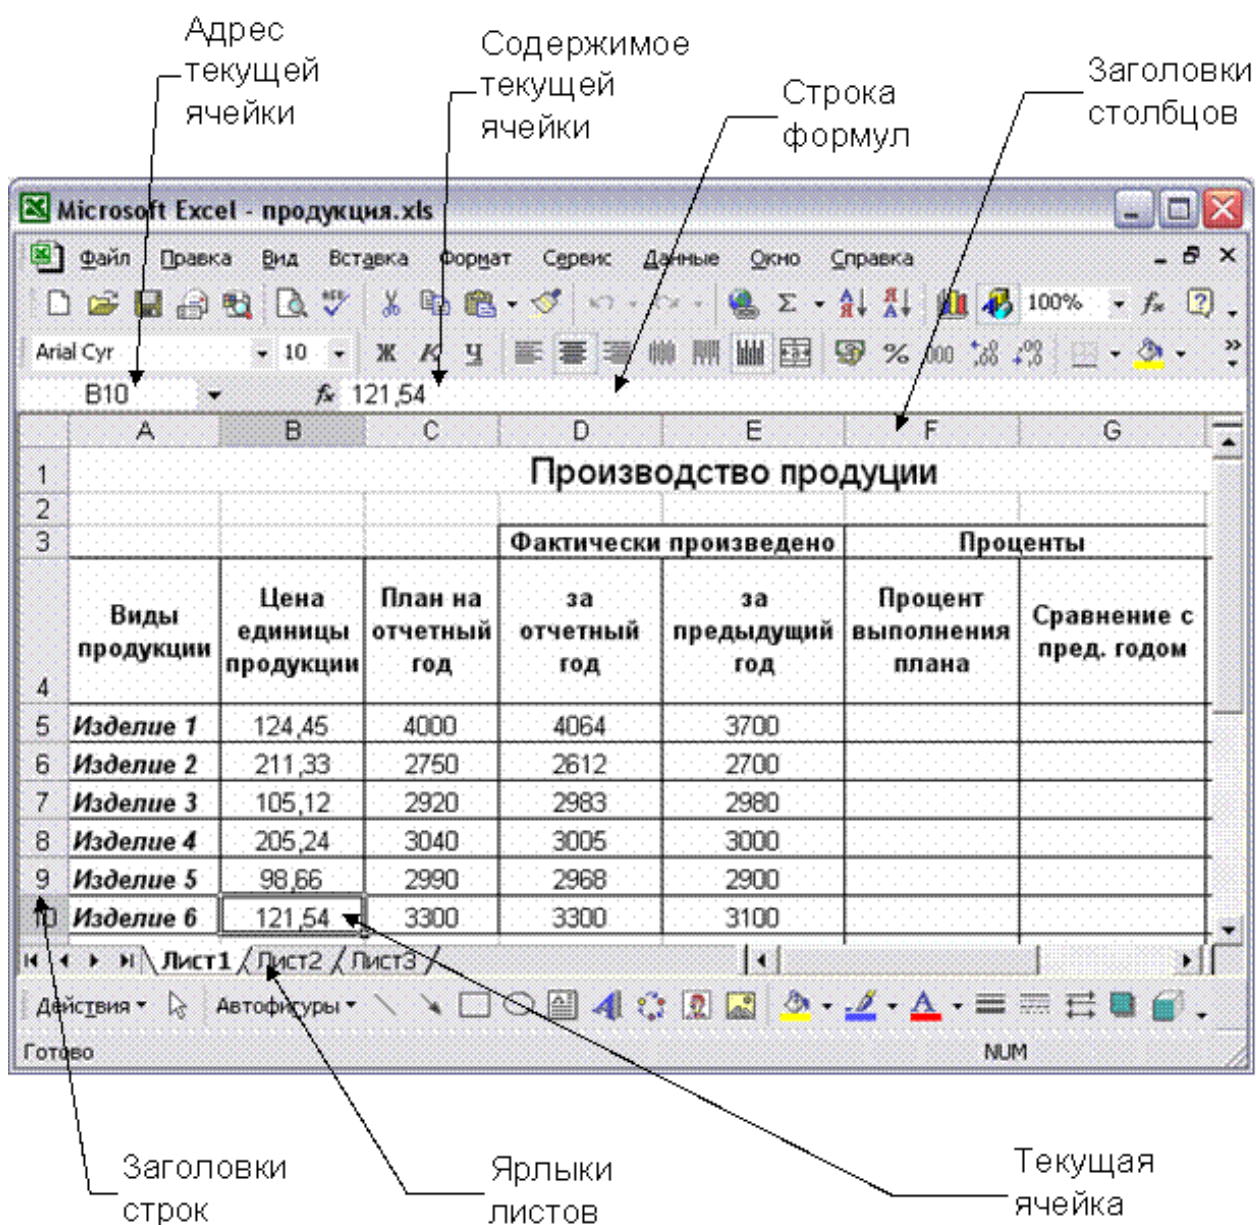 Адрес
текущей
ячейки
Содержимое
текущей
ячейки
Строка
формул
Заголовки
столбцов
Microsoft Excel - продукция.xls
Файл Правка Вид Вставка Формат Сервис Данные Окно Справка
100%
Arial Cyr 10 Ж К Ч % 000
B10 fx 121,54
A B C D E F G
1 Производство продуции
2
3 Фактически произведено Проценты
4 Виды продукции Цена единицы продукции План на отчетный год за отчетный год за предыдущий год Процент выполнения плана Сравнение с пред. годом
5 Изделие 1 124,45 4000 4064 3700
6 Изделие 2 211,33 2750 2612 2700
7 Изделие 3 105,12 2920 2983 2980
8 Изделие 4 205,24 3040 3005 3000
9 Изделие 5 98,66 2990 2968 2900
10 Изделие 6 121,54 3300 3300 3100
Лист1 Лист2 Лист3
Действия Автофигуры
Готово NUM
Заголовки
строк
Ярлыки
листов
Текущая
ячейка